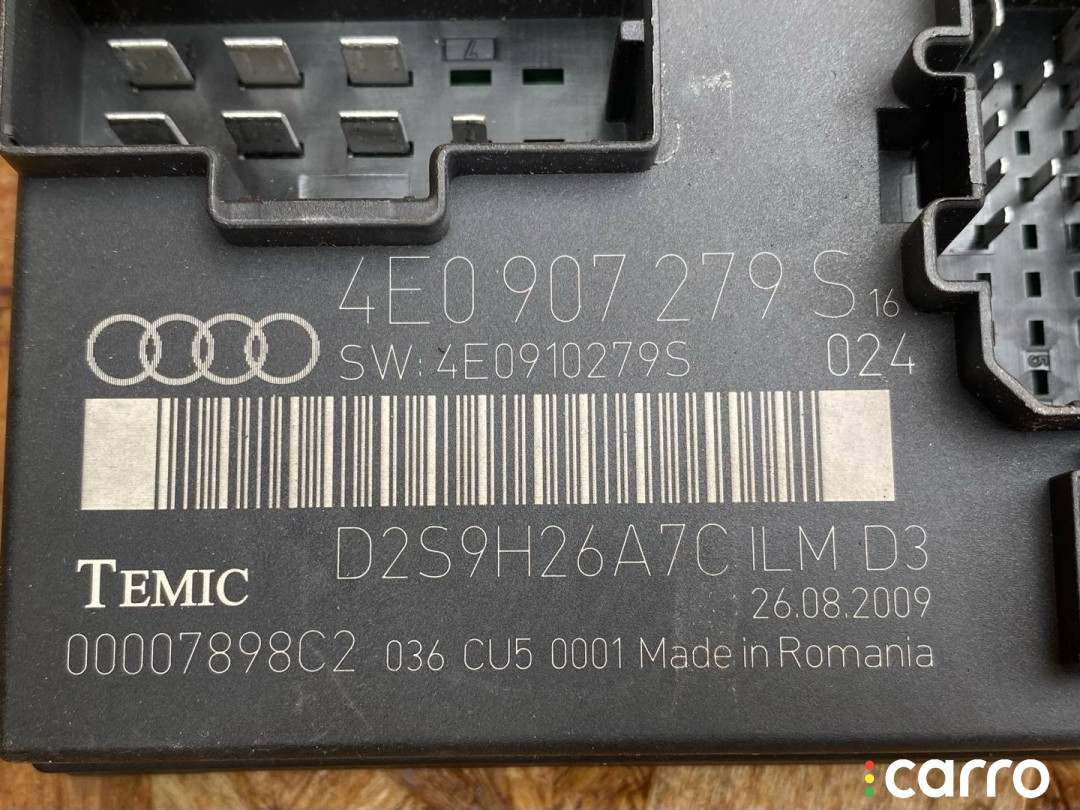 4E0 907 279 S 16
SW: 4E0910279S 024
D2S9H26A7C ILM D3
TEMIC
26.08.2009
00007898C2 036 CU5 0001 Made in Romania
carro